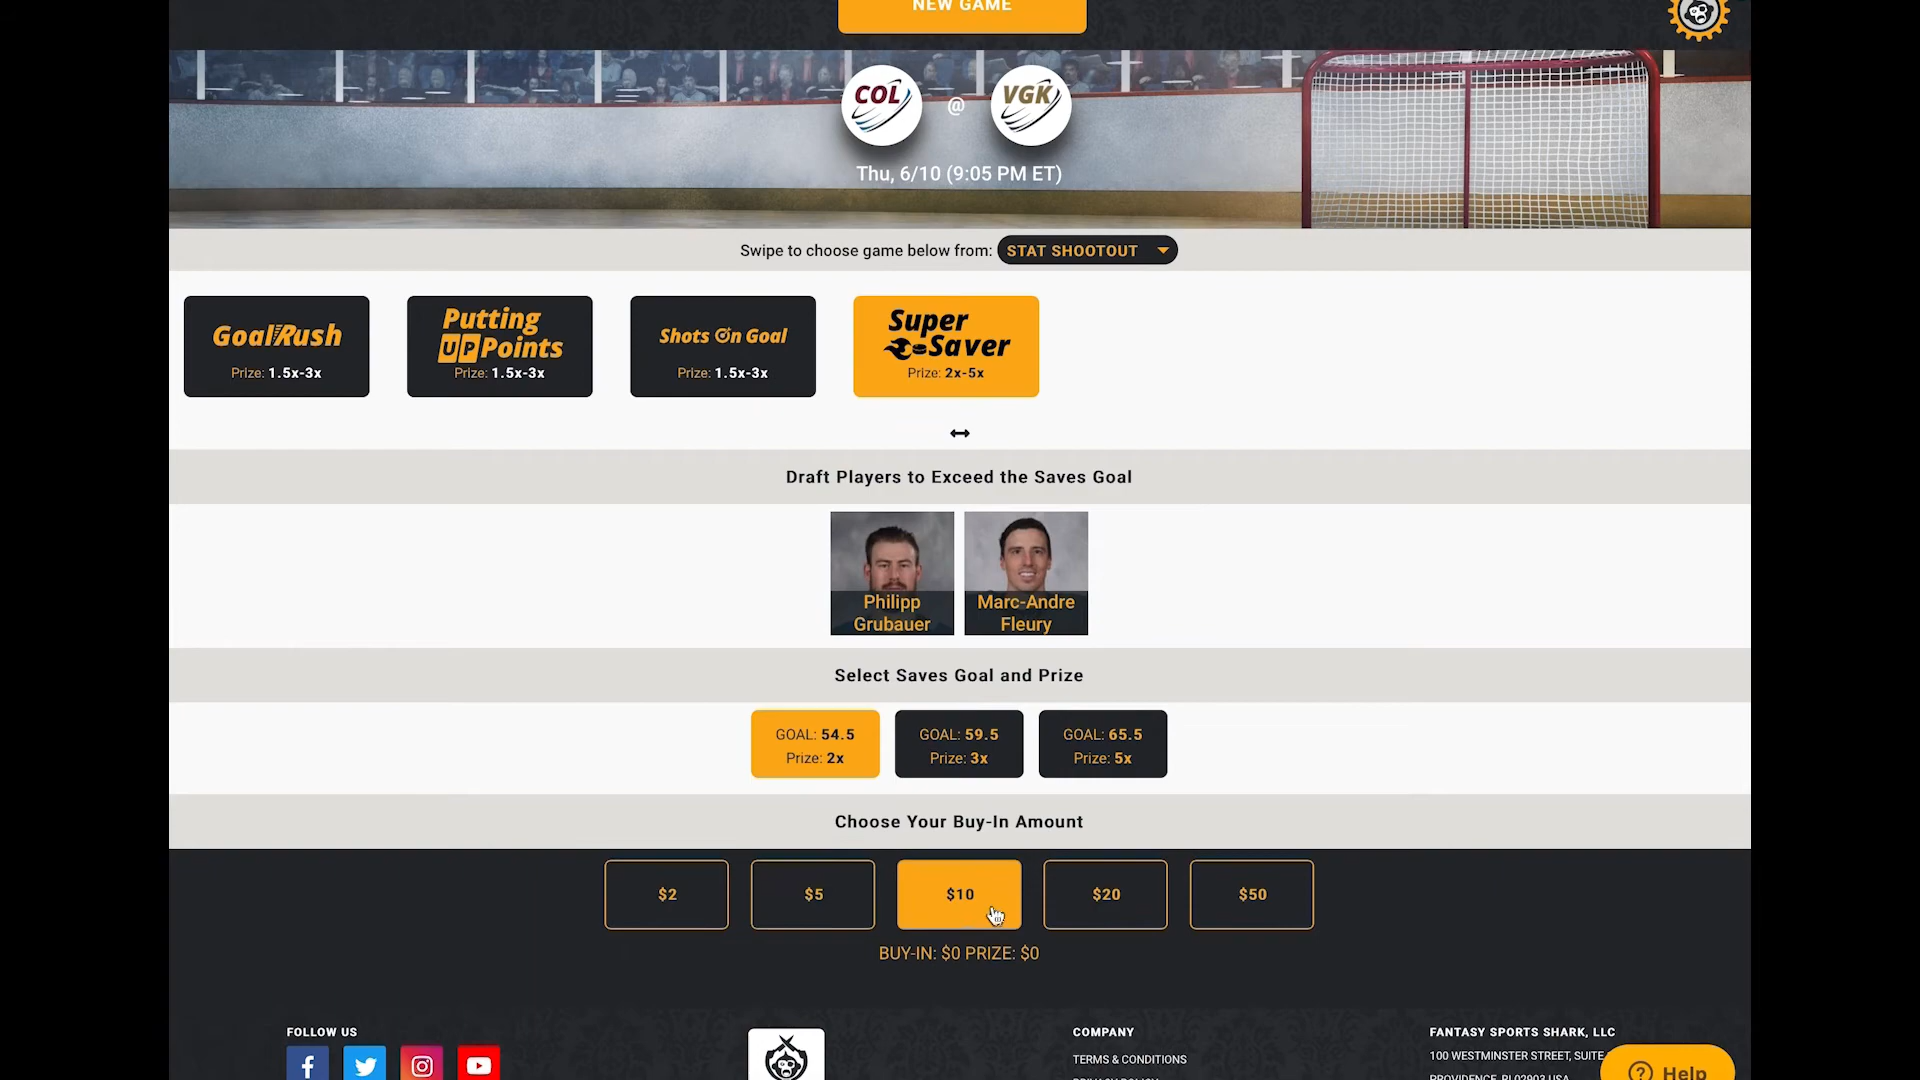 NEW GAME
COL @ VGK
Thu, 6/10 (9:05 PM ET)
Swipe to choose game below from: STAT SHOOTOUT
GoalRush
Prize: 1.5x-3x
Putting
UP Points
Prize: 1.5x-3x
Shots On Goal
Prize: 1.5x-3x
Super
Saver
Prize: 2x-5x
Draft Players to Exceed the Saves Goal
Philipp
Grubauer
Marc-Andre
Fleury
Select Saves Goal and Prize
GOAL: 54.5
Prize: 2x
GOAL: 59.5
Prize: 3x
GOAL: 65.5
Prize: 5x
Choose Your Buy-In Amount
$2 $5 $10 $20 $50
BUY-IN: $0 PRIZE: $0
FOLLOW US
COMPANY
TERMS & CONDITIONS
FANTASY SPORTS SHARK, LLC
100 WESTMINSTER STREET, SUITE
Help